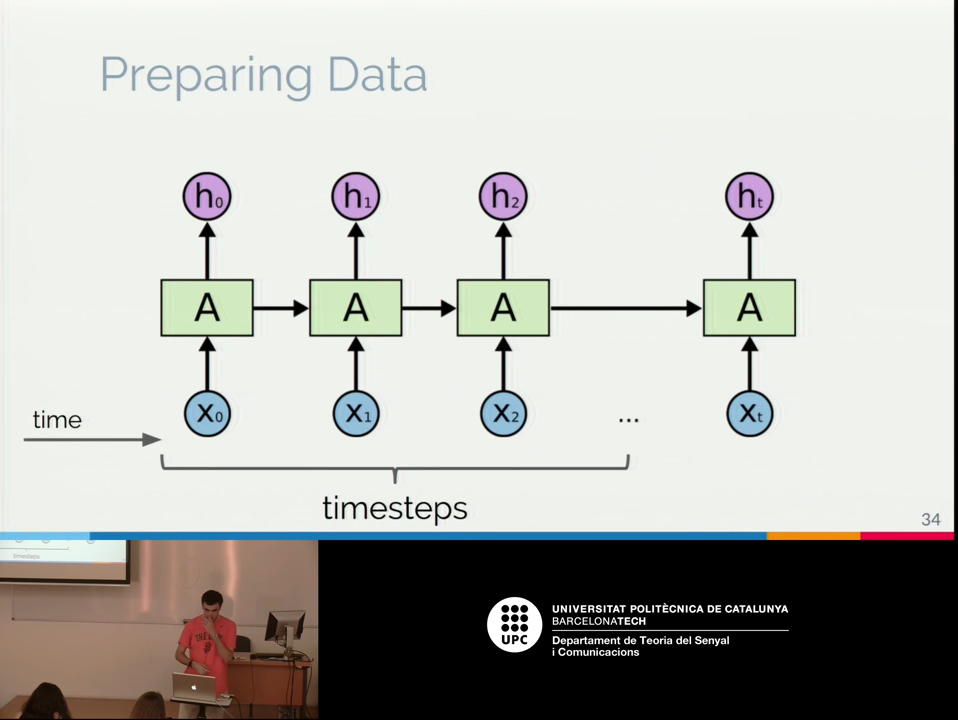 Preparing Data
h0 h1 h2 ht
A A A A
time
x0 x1 x2 ... xt
timesteps
34
timesteps
UPC
UNIVERSITAT POLITÈCNICA DE CATALUNYA
BARCELONATECH
Departament de Teoria del Senyal
i Comunicacions